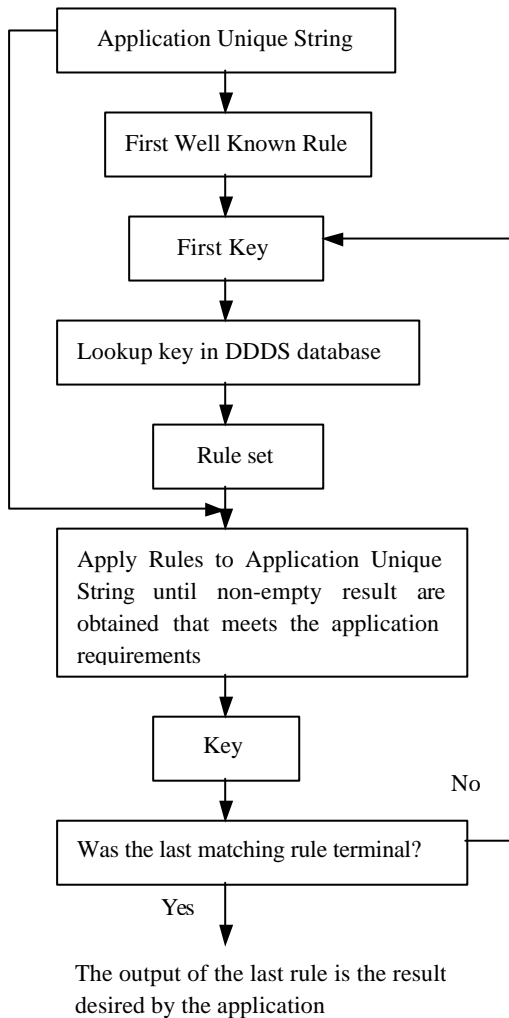 Application Unique String
First Well Known Rule
First Key
Lookup key in DDDS database
Rule set
Apply Rules to Application Unique
String until non-empty result are
obtained that meets the application
requirements
Key
No
Was the last matching rule terminal?
Yes
The output of the last rule is the result
desired by the application